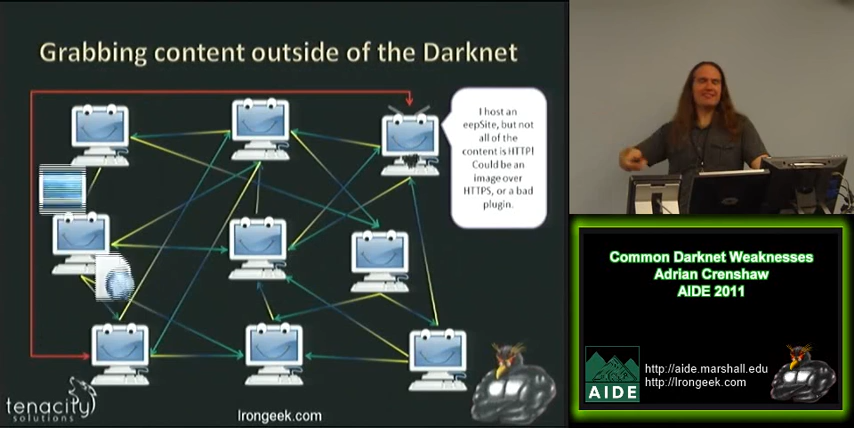 Grabbing content outside of the Darknet
I host an
eepSite, but not
all of the
content is HTTP!
Could be an
image over
HTTPS, or a bad
plugin.
tenacity
solutions
Irongeek.com
Common Darknet Weaknesses
Adrian Crenshaw
AIDE 2011
AIDE
http://aide.marshall.edu
http://Irongeek.com